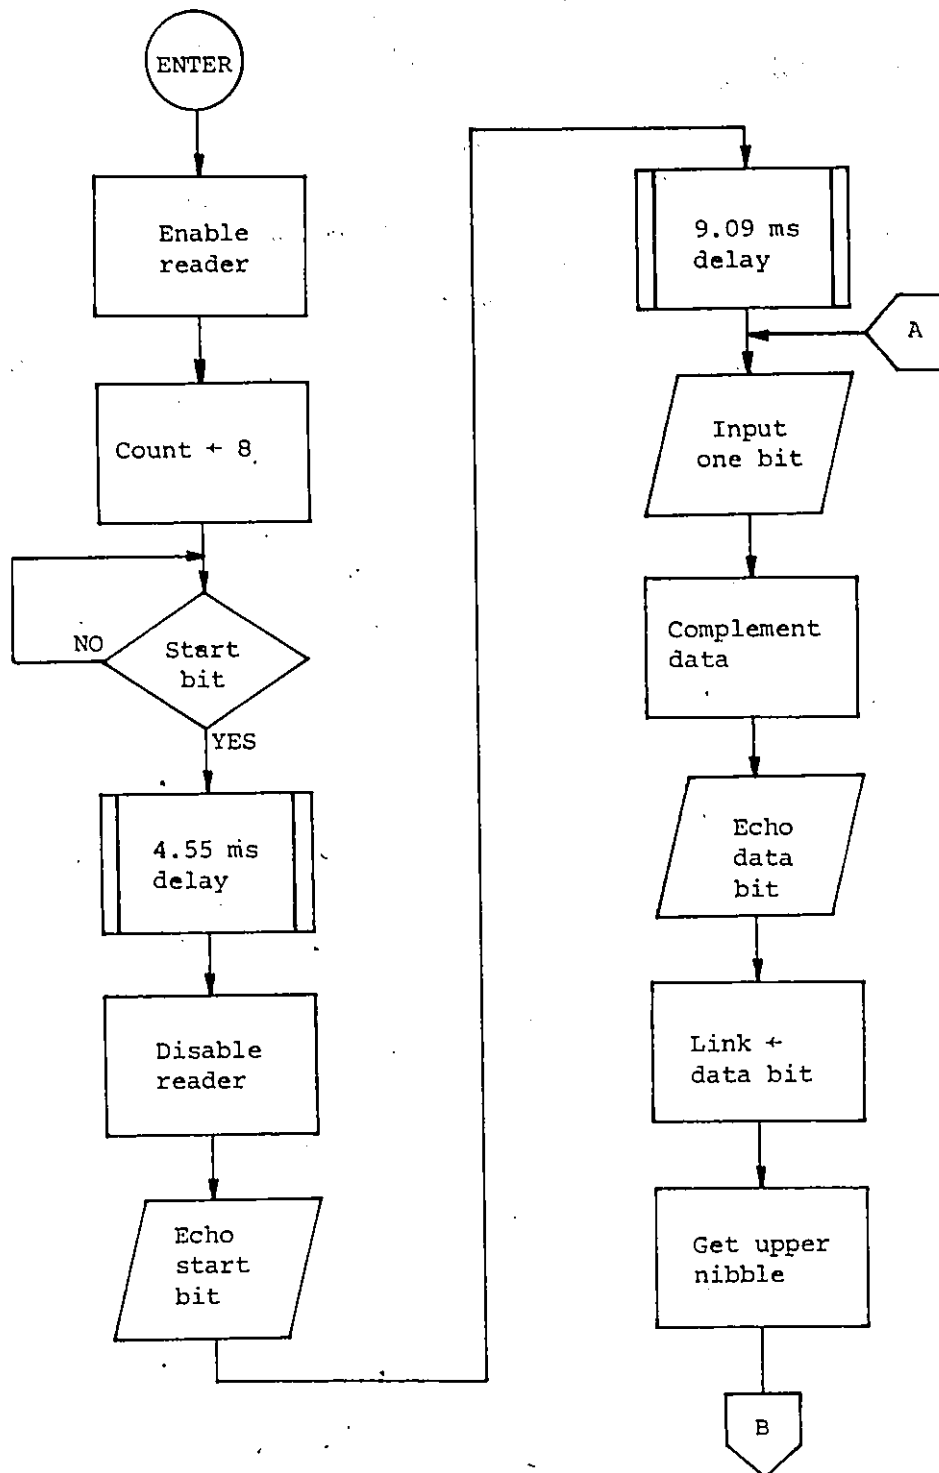 ENTER
Enable
reader
Count ← 8
NO
Start
bit
YES
4.55 ms
delay
Disable
reader
Echo
start
bit
9.09 ms
delay
A
Input
one bit
Complement
data
Echo
data
bit
Link ←
data bit
Get upper
nibble
B